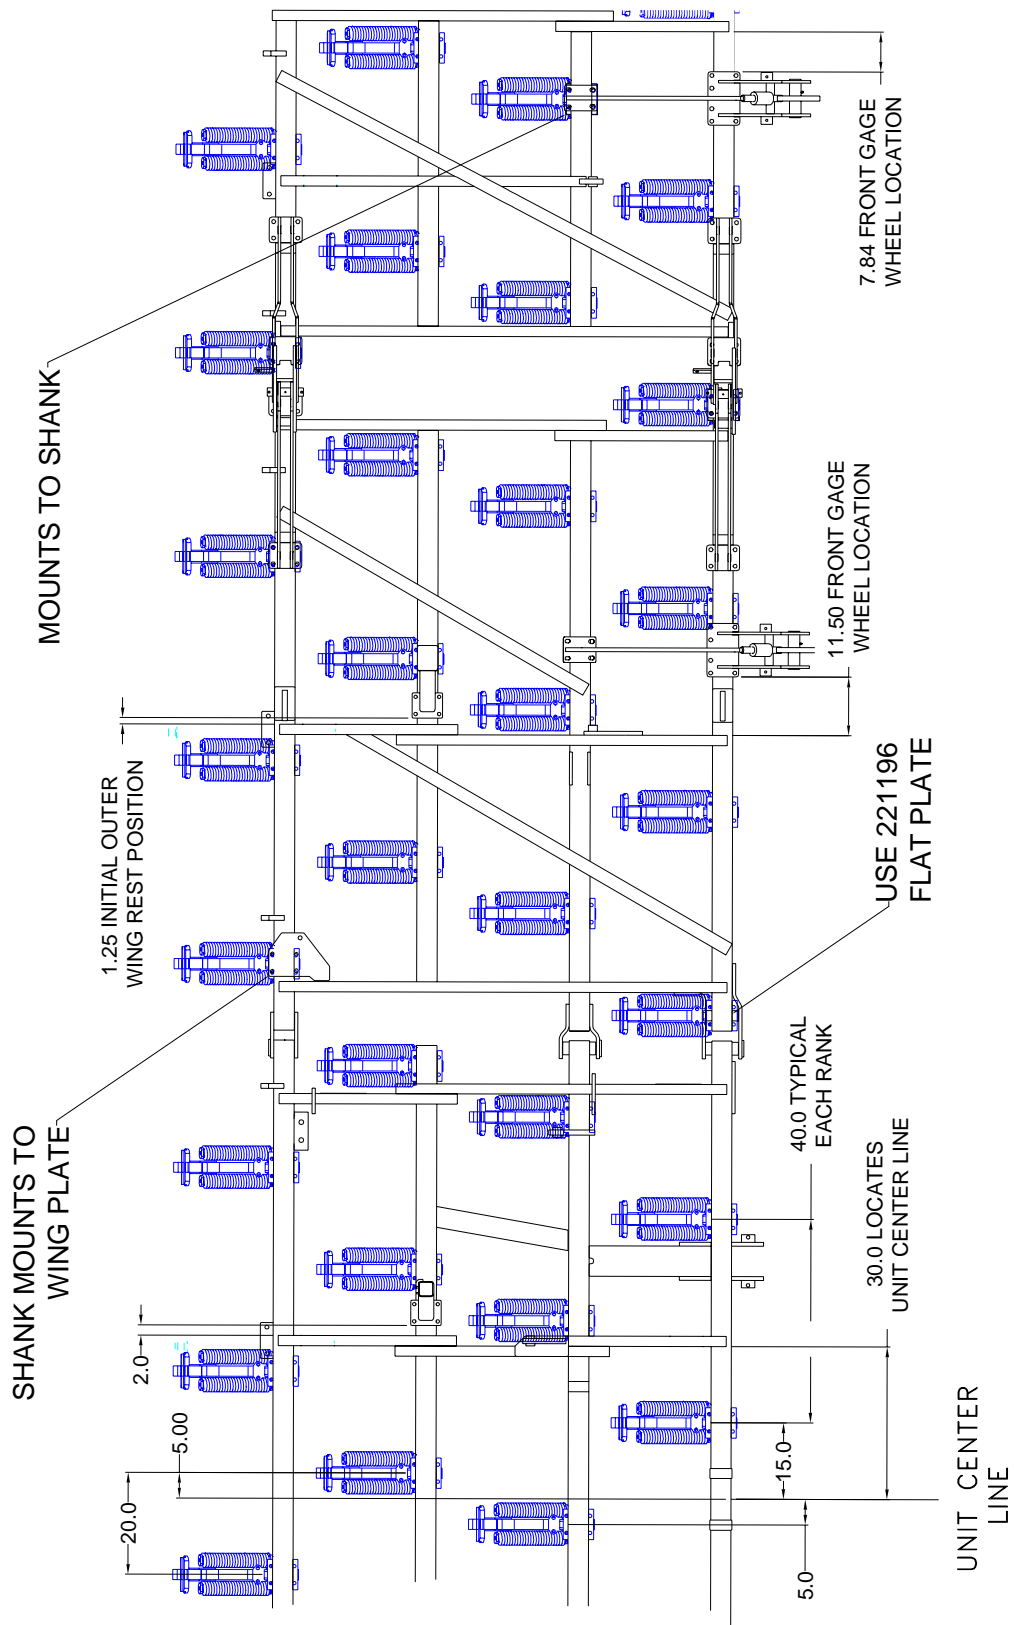 MOUNTS TO SHANK
7.84 FRONT GAGE
WHEEL LOCATION
11.50 FRONT GAGE
WHEEL LOCATION
1.25 INITIAL OUTER
WING REST POSITION
USE 221196
FLAT PLATE
SHANK MOUNTS TO
WING PLATE
40.0 TYPICAL
EACH RANK
30.0 LOCATES
UNIT CENTER LINE
2.0
5.00
20.0
15.0
5.0
UNIT CENTER
LINE